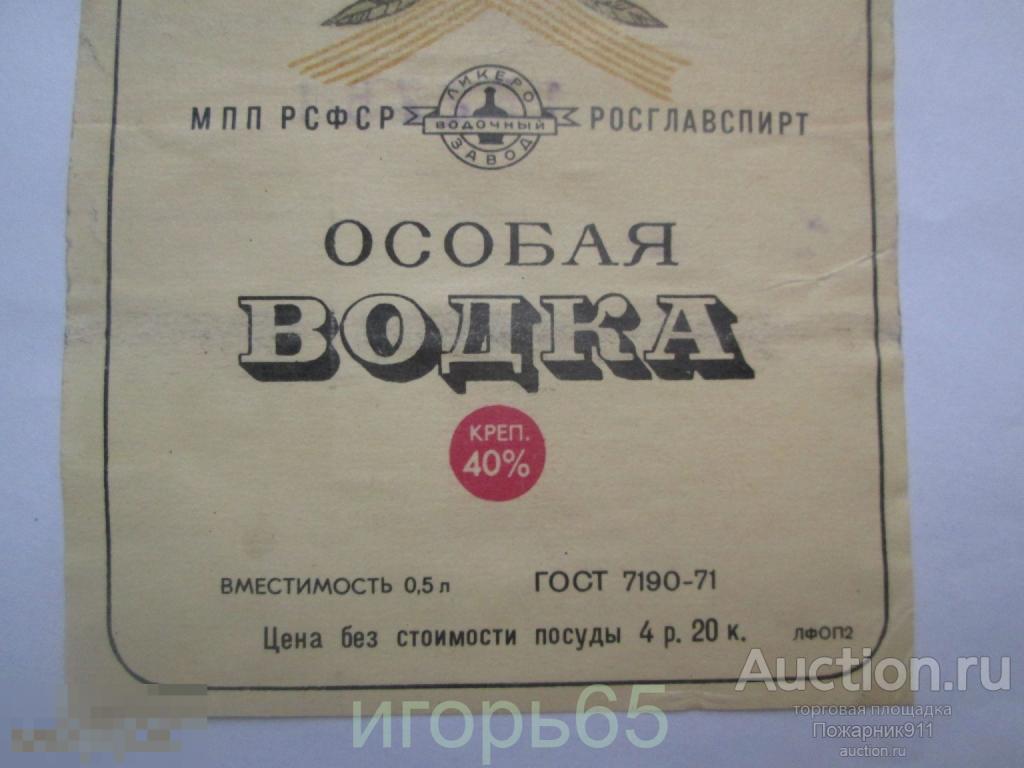 МПП РСФСР ЛИКЕРО ВОДОЧНЫЙ ЗАВОД РОСГЛАВСПИРТ
ОСОБАЯ
ВОДКА
КРЕП.
40%
ВМЕСТИМОСТЬ 0,5 л ГОСТ 7190-71
Цена без стоимости посуды 4 р. 20 к. ЛФОП2
Auction.ru
торговая площадка
Пожарник911
auction.ru
игорь65